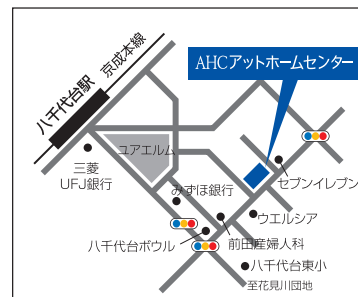 京成本線
八千代台駅
AHCアットホームセンター
ユアエルム
三菱
UFJ銀行
みずほ銀行
セブンイレブン
ウエルシア
八千代台ボウル
前田産婦人科
八千代台東小
至花見川団地